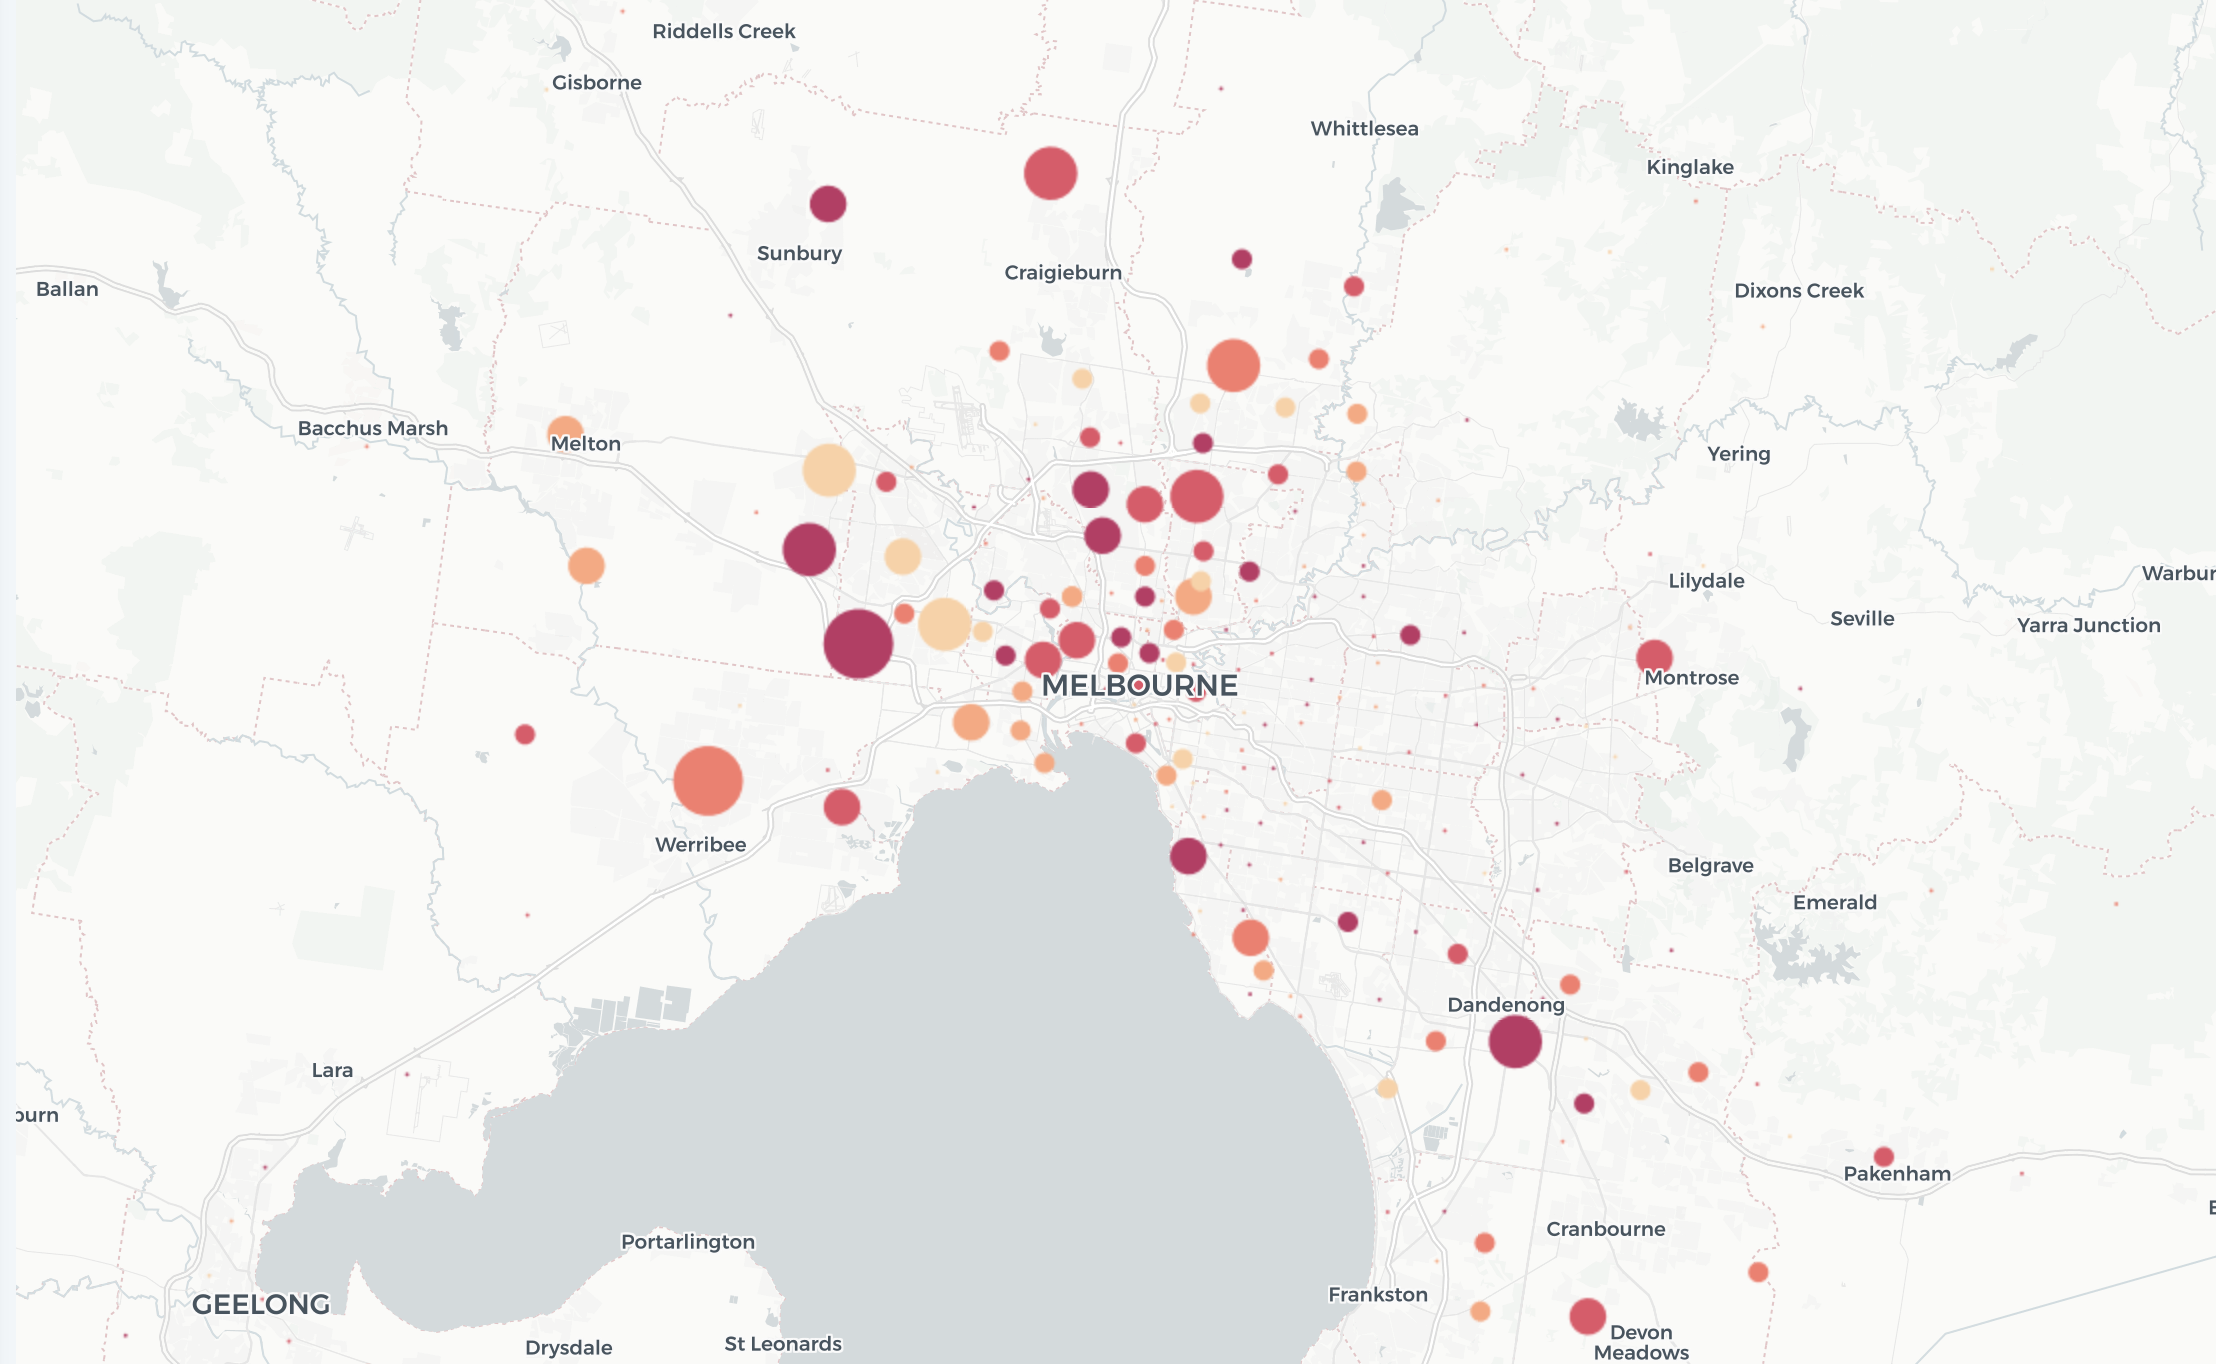 Riddells Creek
Gisborne
Whittlesea
Kinglake
Sunbury
Craigieburn
Ballan
Dixons Creek
Bacchus Marsh
Melton
Yering
Warbur
Lilydale
Seville
Yarra Junction
MELBOURNE
Montrose
Werribee
Belgrave
Emerald
Dandenong
Lara
burn
Pakenham
Cranbourne
Portarlington
Frankston
GEELONG
Drysdale
St Leonards
Devon
Meadows